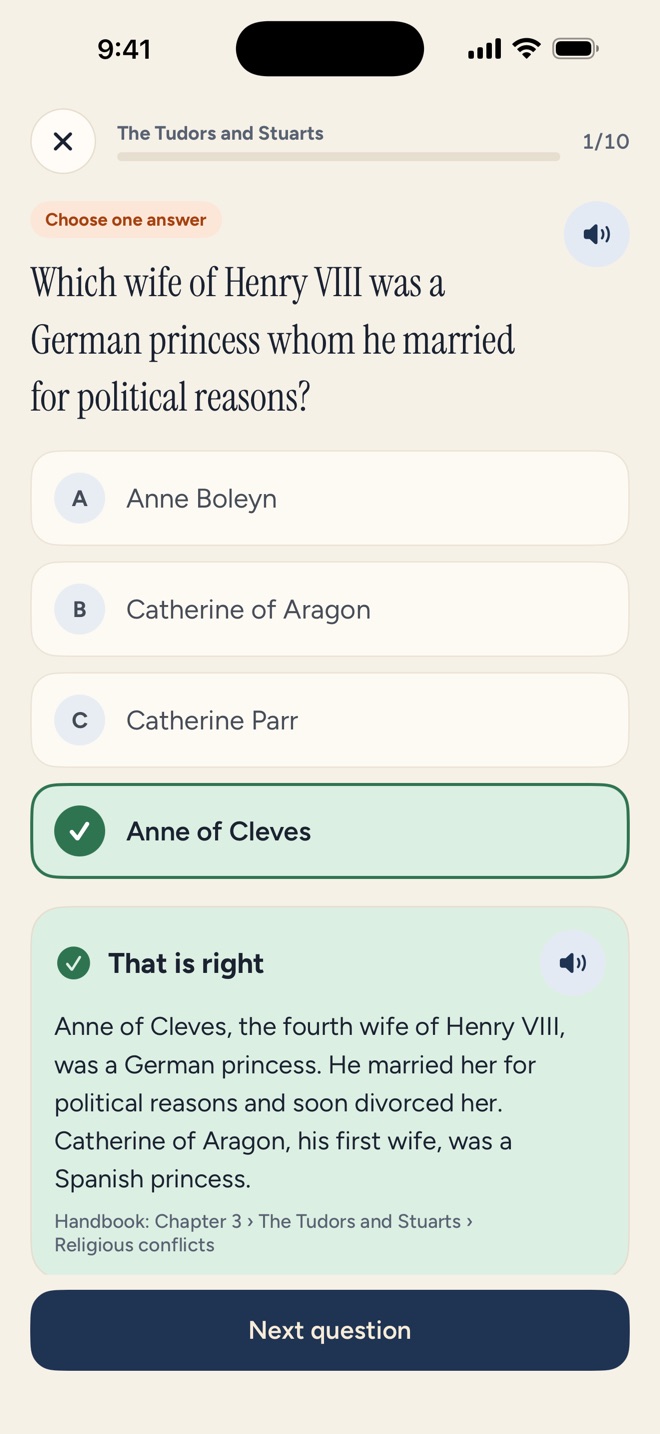 9:41
The Tudors and Stuarts
1/10
Choose one answer
Which wife of Henry VIII was a
German princess whom he married
for political reasons?
A Anne Boleyn
B Catherine of Aragon
C Catherine Parr
Anne of Cleves
That is right
Anne of Cleves, the fourth wife of Henry VIII,
was a German princess. He married her for
political reasons and soon divorced her.
Catherine of Aragon, his first wife, was a
Spanish princess.
Handbook: Chapter 3 › The Tudors and Stuarts ›
Religious conflicts
Next question